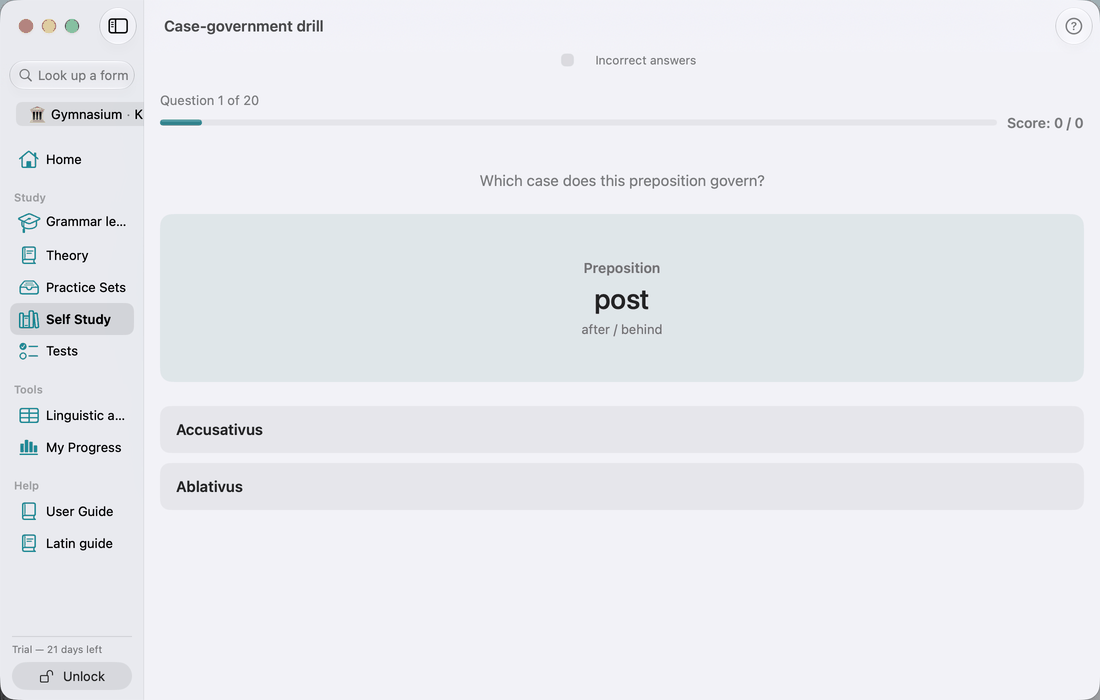 Case-government drill
Look up a form
Gymnasium · K
Home
Study
Grammar le...
Theory
Practice Sets
Self Study
Tests
Tools
Linguistic a...
My Progress
Help
User Guide
Latin guide
Trial — 21 days left
Unlock
Incorrect answers
Question 1 of 20
Score: 0 / 0
Which case does this preposition govern?
Preposition
post
after / behind
Accusativus
Ablativus